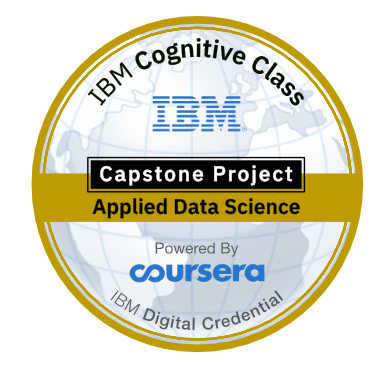 IBM Cognitive Class
IBM®
Capstone Project
Applied Data Science
Powered By
coursera
IBM Digital Credential